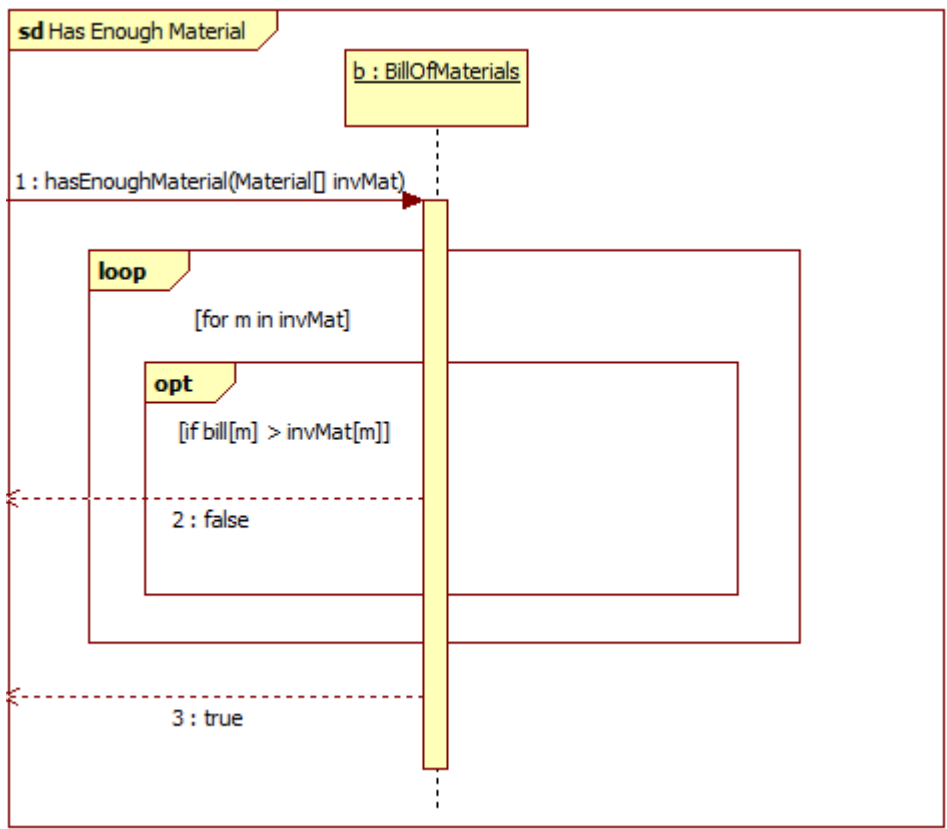 sd Has Enough Material
b : BillOfMaterials
1 : hasEnoughMaterial(Material[] invMat)
loop
[for m in invMat]
opt
[if bill[m] > invMat[m]]
2 : false
3 : true